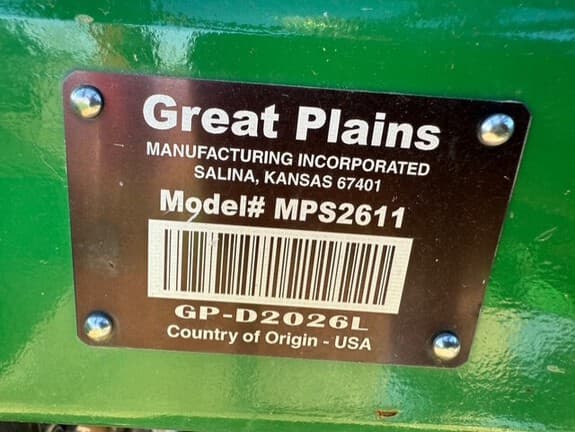 Great Plains
MANUFACTURING INCORPORATED
SALINA, KANSAS 67401
Model# MPS2611
GP-D2026L
Country of Origin - USA